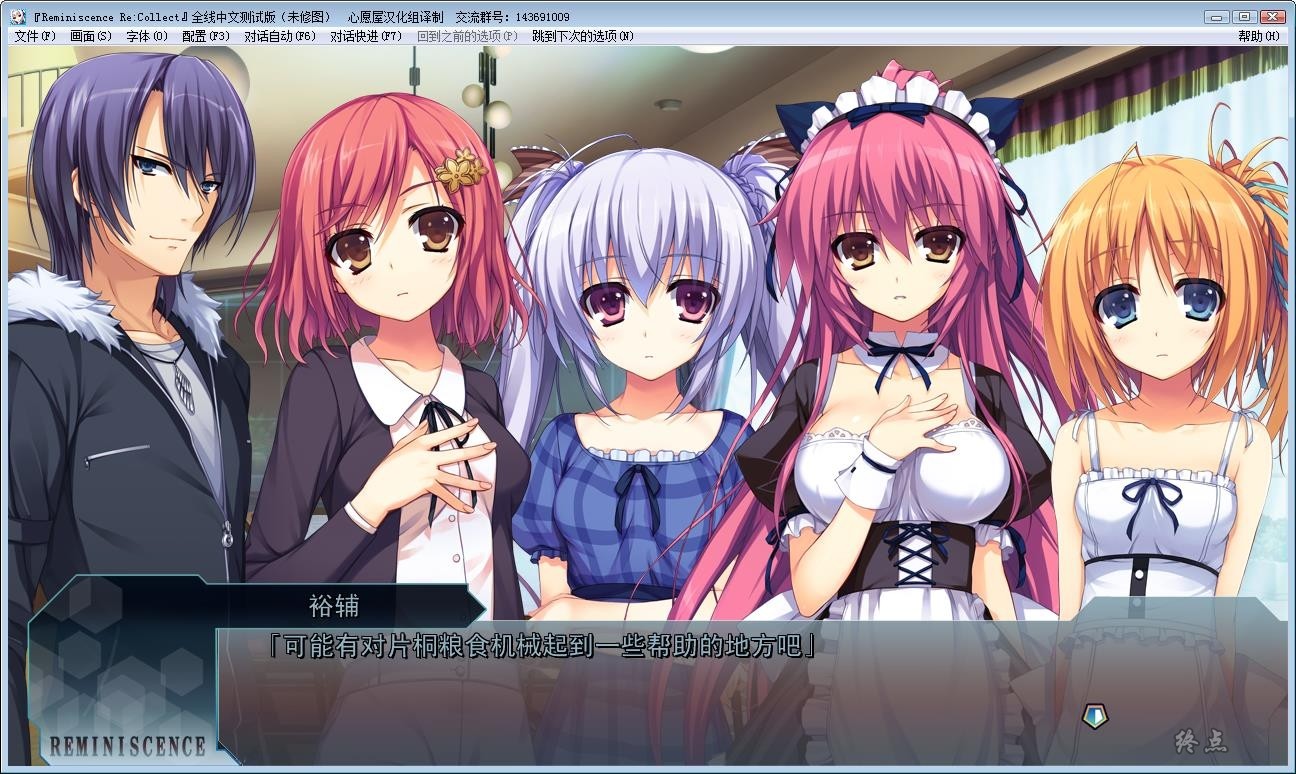 『Reminiscence Re:Collect』全线中文测试版（未修图） 心愿屋汉化组译制 交流群号：143691009
文件(F) 画面(S) 字体(O) 配置(F3) 对话自动(F6) 对话快进(F7) 回到之前的选项(P) 跳到下次的选项(N) 帮助(H)
裕辅
「可能有对片桐粮食机械起到一些帮助的地方吧」
REMINISCENCE
终点